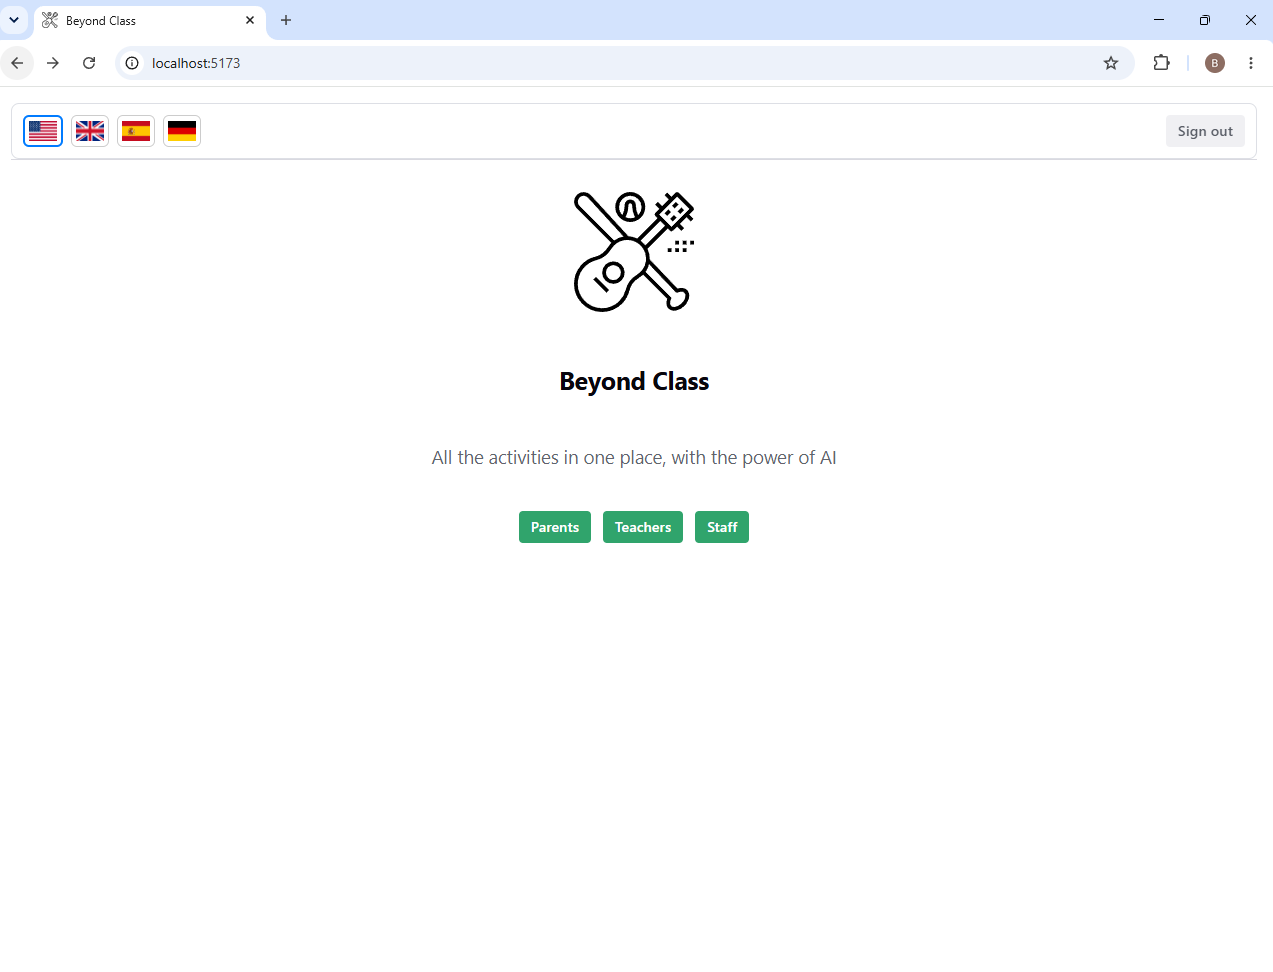 Beyond Class
localhost:5173
B
Sign out
Beyond Class
All the activities in one place, with the power of AI
Parents Teachers Staff